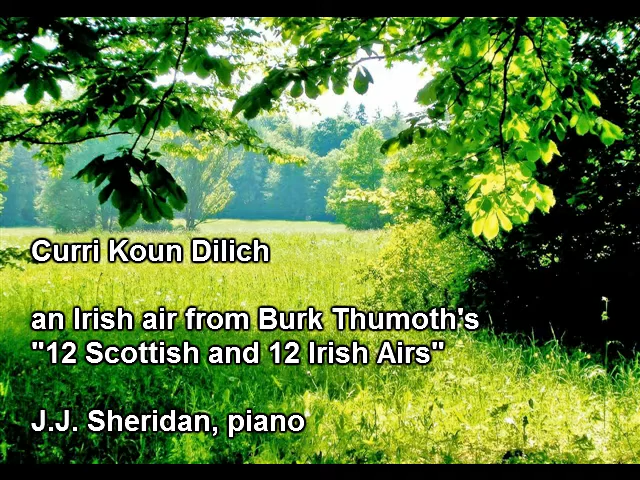 Curri Koun Dilich
an Irish air from Burk Thumoth's
"12 Scottish and 12 Irish Airs"
J.J. Sheridan, piano